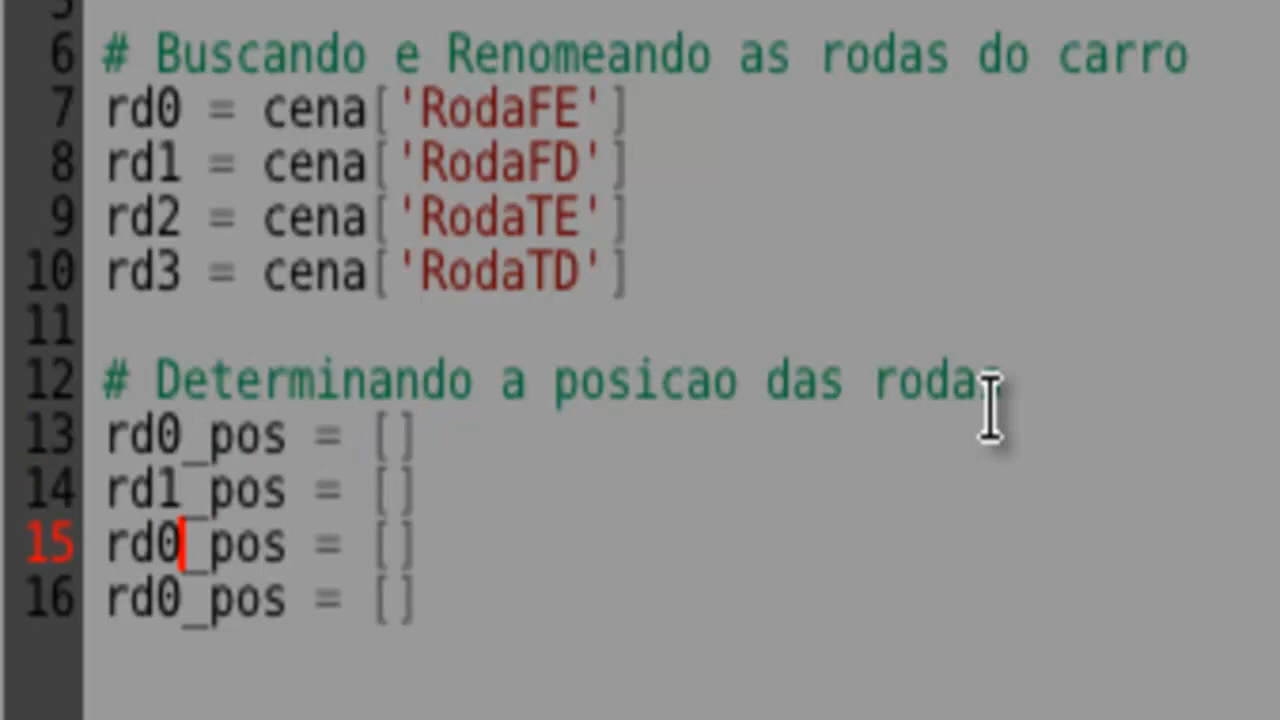 5
6 # Buscando e Renomeando as rodas do carro
7 rd0 = cena['RodaFE']
8 rd1 = cena['RodaFD']
9 rd2 = cena['RodaTE']
10 rd3 = cena['RodaTD']
11
12 # Determinando a posicao das rodas
13 rd0_pos = []
14 rd1_pos = []
15 rd0_pos = []
16 rd0_pos = []